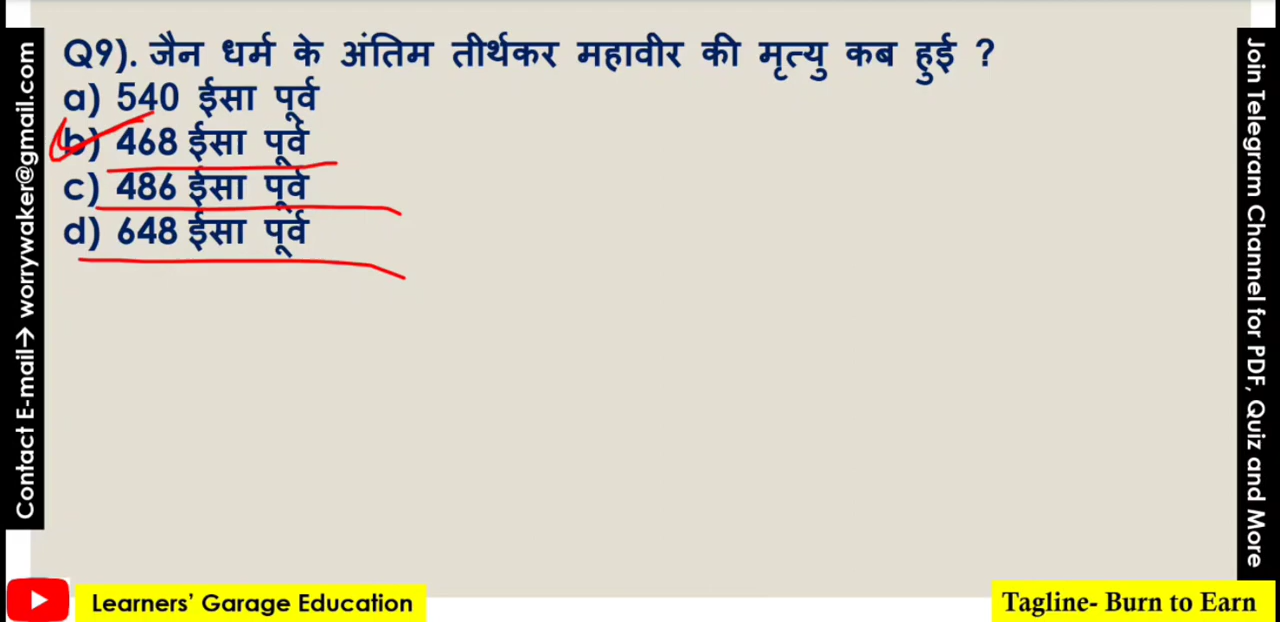 Q9). जैन धर्म के अंतिम तीर्थकर महावीर की मृत्यु कब हुई ?
a) 540 ईसा पूर्व
b) 468 ईसा पूर्व
c) 486 ईसा पूर्व
d) 648 ईसा पूर्व
Contact E-mail→ worrywaker@gmail.com
Join Telegram Channel for PDF, Quiz and More
Learners’ Garage Education
Tagline- Burn to Earn